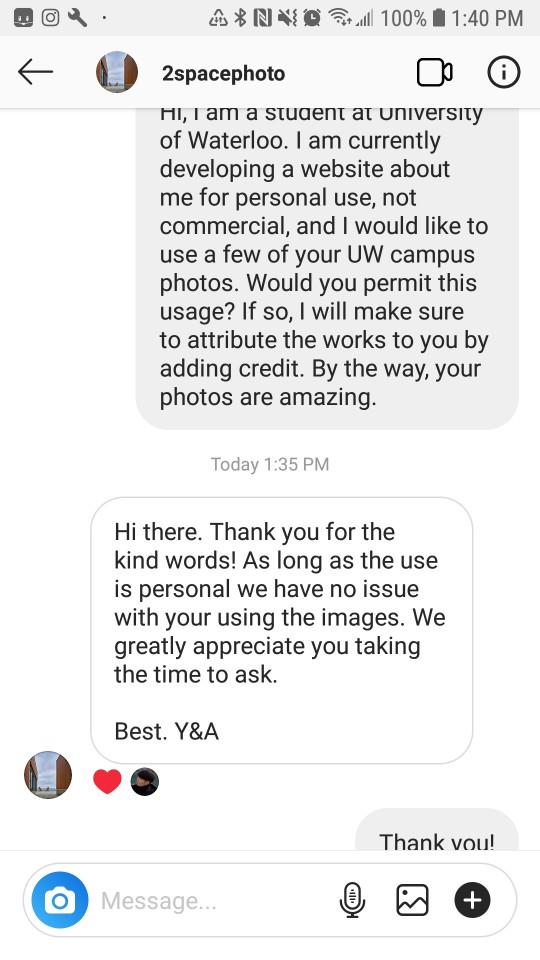 100% 1:40 PM
2spacephoto
Hi, I am a student at University
of Waterloo. I am currently
developing a website about
me for personal use, not
commercial, and I would like to
use a few of your UW campus
photos. Would you permit this
usage? If so, I will make sure
to attribute the works to you by
adding credit. By the way, your
photos are amazing.
Today 1:35 PM
Hi there. Thank you for the
kind words! As long as the use
is personal we have no issue
with your using the images. We
greatly appreciate you taking
the time to ask.
Best. Y&A
Thank you!
Message...